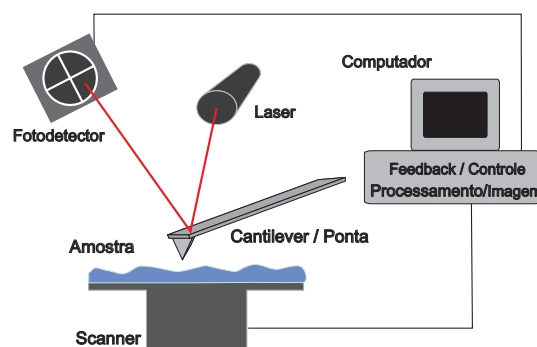 Computador
Fotodetector
Laser
Feedback / Controle
Processamento/Imagem
Cantilever / Ponta
Amostra
Scanner